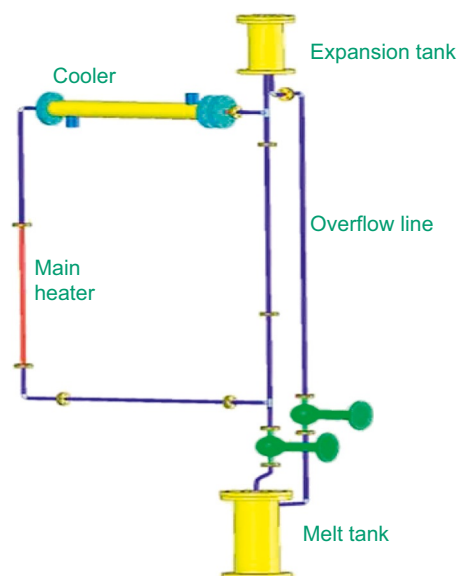 Expansion tank
Cooler
Overflow line
Main
heater
Melt tank